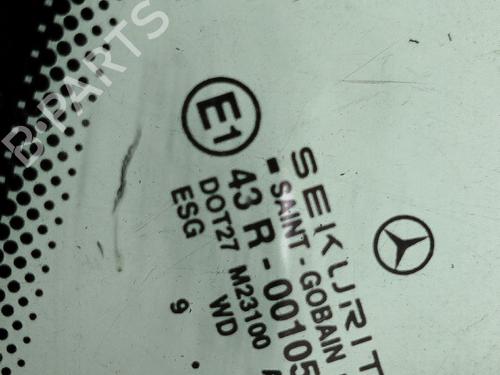 B-PARTS
SEKURIT
SAINT - GOBAIN
E1
43 R - 00105
DOT27 M23100
ESG WD
9